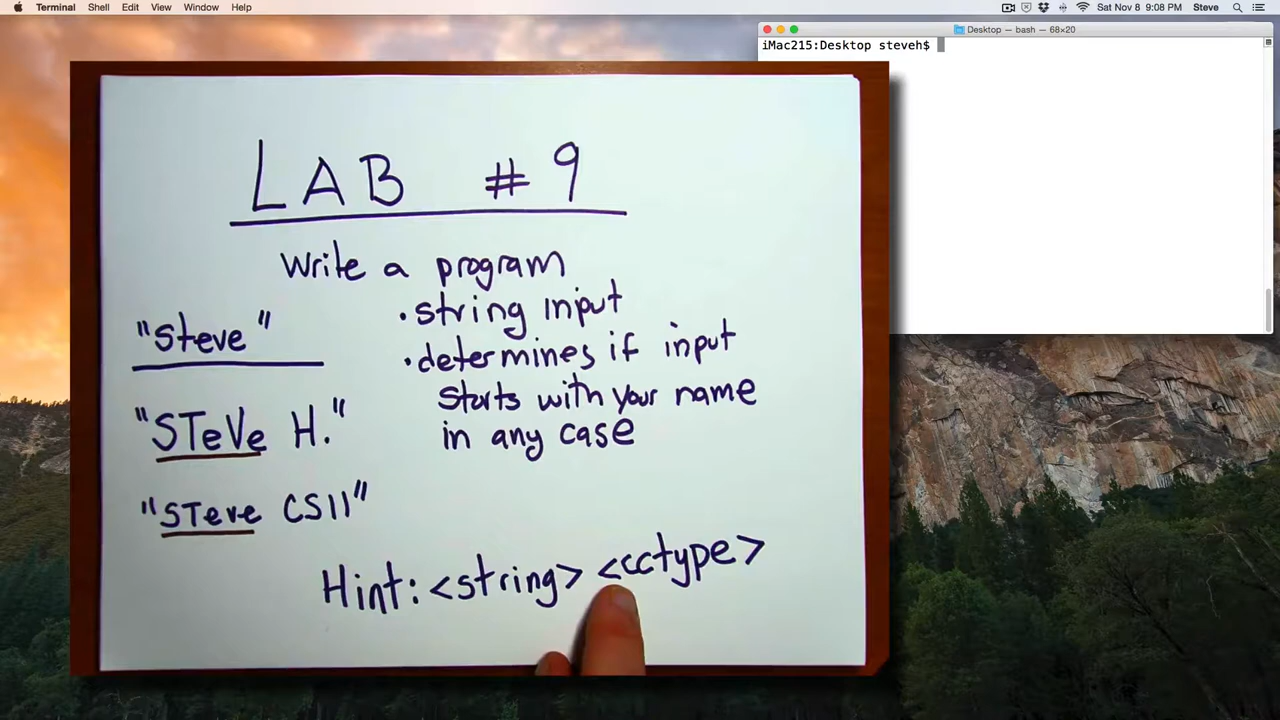 Terminal Shell Edit View Window Help Sat Nov 8 9:08 PM Steve
Desktop — bash — 68×20
iMac215:Desktop steveh$
LAB #9
Write a program
• string input
• determines if input
starts with your name
in any case
"Steve"
"STeVe H."
"STeve CS11"
Hint: <string> <cctype>